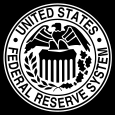 UNITED STATES
FEDERAL RESERVE SYSTEM